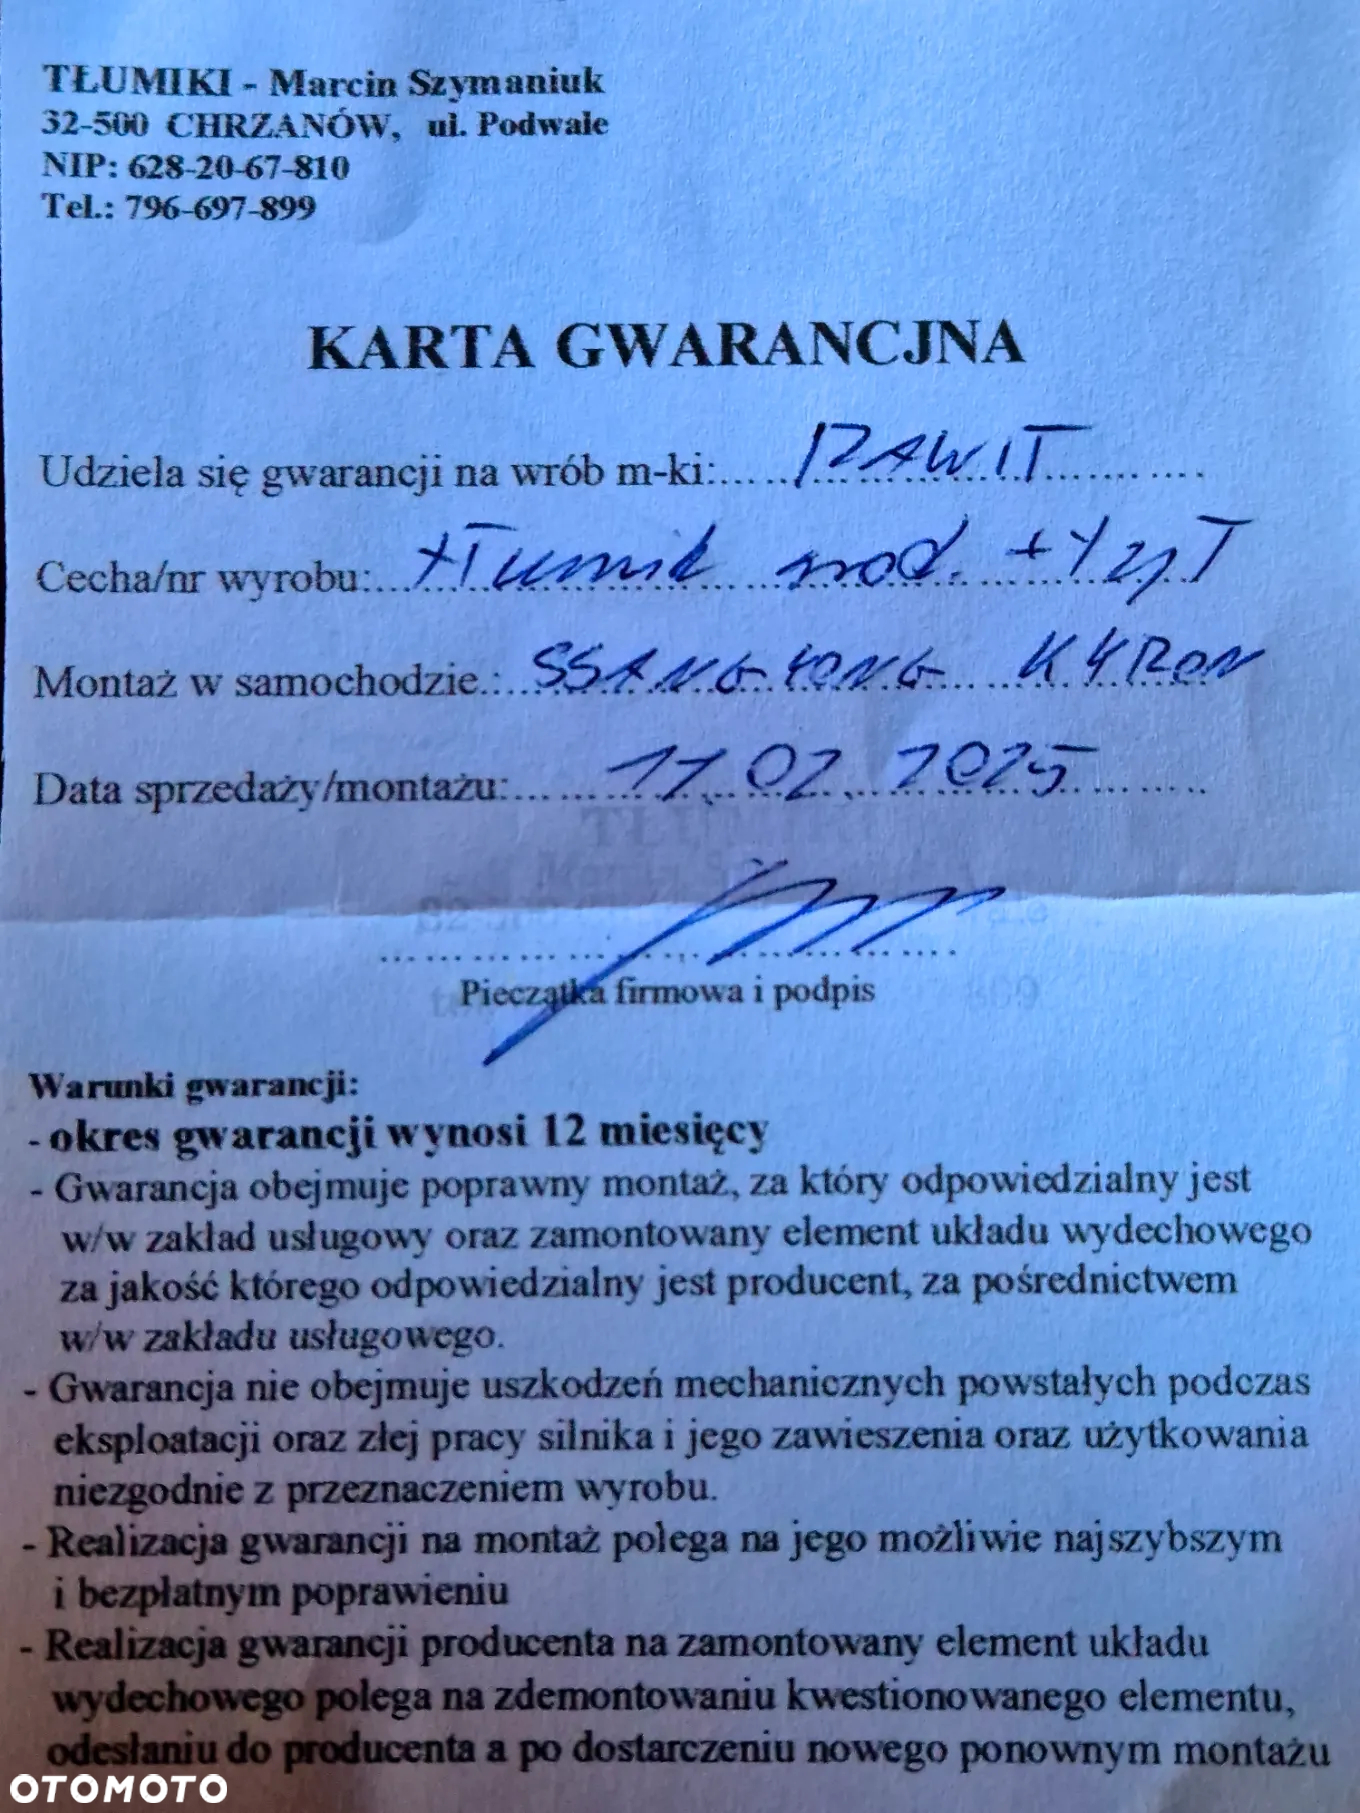 TŁUMIKI - Marcin Szymaniuk
32-500 CHRZANÓW, ul. Podwale
NIP: 628-20-67-810
Tel.: 796-697-899
KARTA GWARANCJNA
Udziela się gwarancji na wrób m-ki:
Cecha/nr wyrobu: tłumik
Montaż w samochodzie.: SSANGYONG KYRON
Data sprzedaży/montażu: 11.02.2025
Pieczątka firmowa i podpis
Warunki gwarancji:
- okres gwarancji wynosi 12 miesięcy
- Gwarancja obejmuje poprawny montaż, za który odpowiedzialny jest
w/w zakład usługowy oraz zamontowany element układu wydechowego
za jakość którego odpowiedzialny jest producent, za pośrednictwem
w/w zakładu usługowego.
- Gwarancja nie obejmuje uszkodzeń mechanicznych powstałych podczas
eksploatacji oraz złej pracy silnika i jego zawieszenia oraz użytkowania
niezgodnie z przeznaczeniem wyrobu.
- Realizacja gwarancji na montaż polega na jego możliwie najszybszym
i bezpłatnym poprawieniu
- Realizacja gwarancji producenta na zamontowany element układu
wydechowego polega na zdemontowaniu kwestionowanego elementu,
odesłaniu do producenta a po dostarczeniu nowego ponownym montażu
OTOMOTO